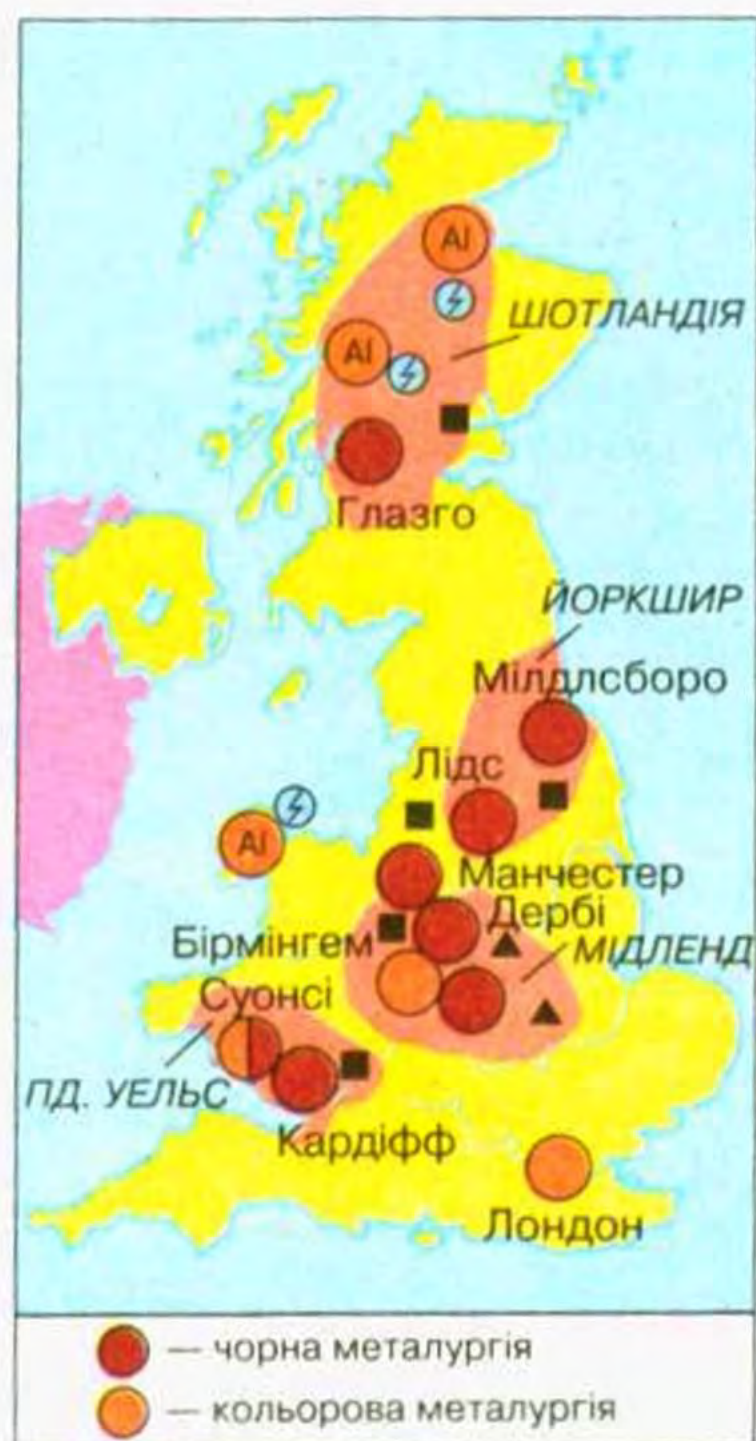 Al
ШОТЛАНДІЯ
Al
Глазго
ЙОРКШИР
Мілдлсборо
Лідс
Al
Манчестер
Дербі
Бірмінгем
МІДЛЕНД
Суонсі
ПД. УЕЛЬС
Кардіфф
Лондон
— чорна металургія
— кольорова металургія